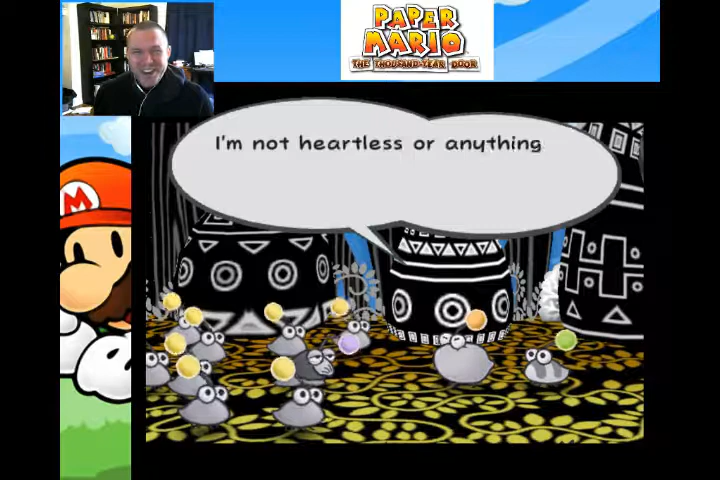 PAPER
MARIO
THE THOUSAND-YEAR DOOR
I'm not heartless or anything
M